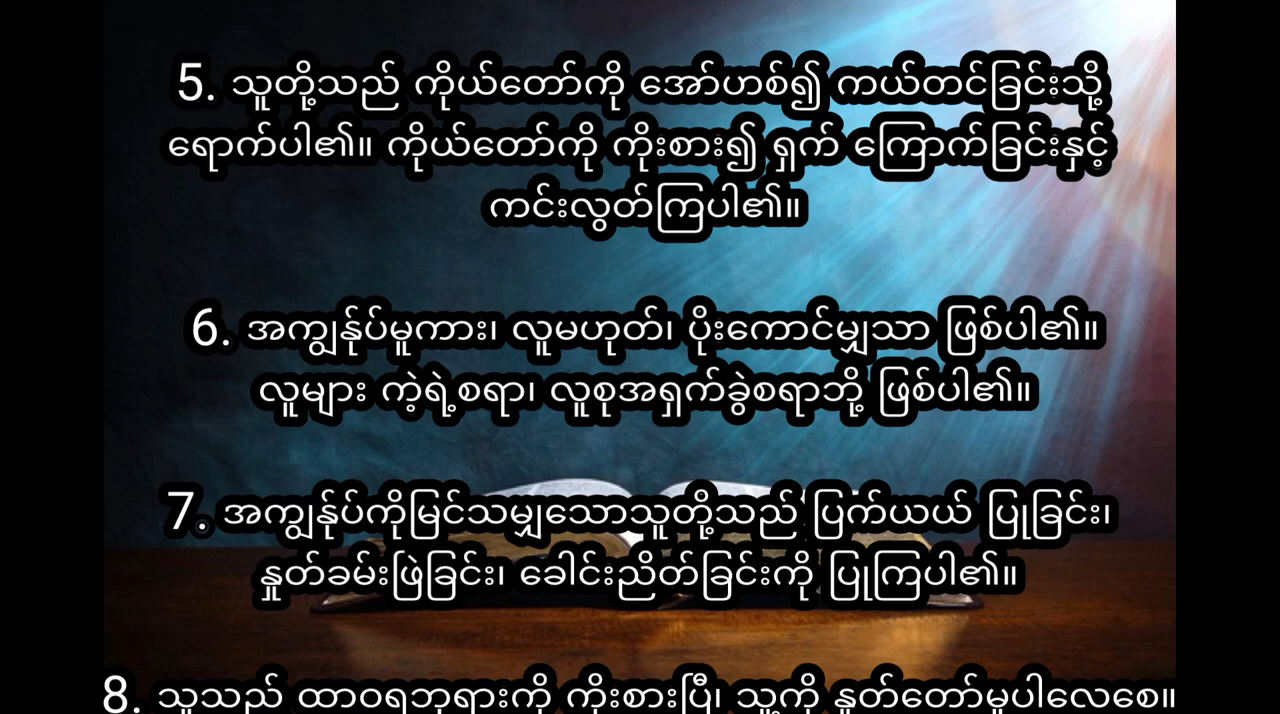 5. သူတို့သည် ကိုယ်တော်ကို အော်ဟစ်၍ ကယ်တင်ခြင်းသို့
ရောက်ပါ၏။ ကိုယ်တော်ကို ကိုးစား၍ ရှက် ကြောက်ခြင်းနှင့်
ကင်းလွတ်ကြပါ၏။
6. အကျွန်ုပ်မူကား၊ လူမဟုတ်၊ ပိုးကောင်မျှသာ ဖြစ်ပါ၏။
လူများ ကဲ့ရဲ့စရာ၊ လူစုအရှက်ခွဲစရာဘို့ ဖြစ်ပါ၏။
7. အကျွန်ုပ်ကိုမြင်သမျှသောသူတို့သည် ပြက်ယယ် ပြုခြင်း၊
နှုတ်ခမ်းဖြဲခြင်း၊ ခေါင်းညိတ်ခြင်းကို ပြုကြပါ၏။
8. သူသည် ထာဝရဘုရားကို ကိုးစားပြီ၊ သူ့ကို နှုတ်တော်မူပါလေစေ။